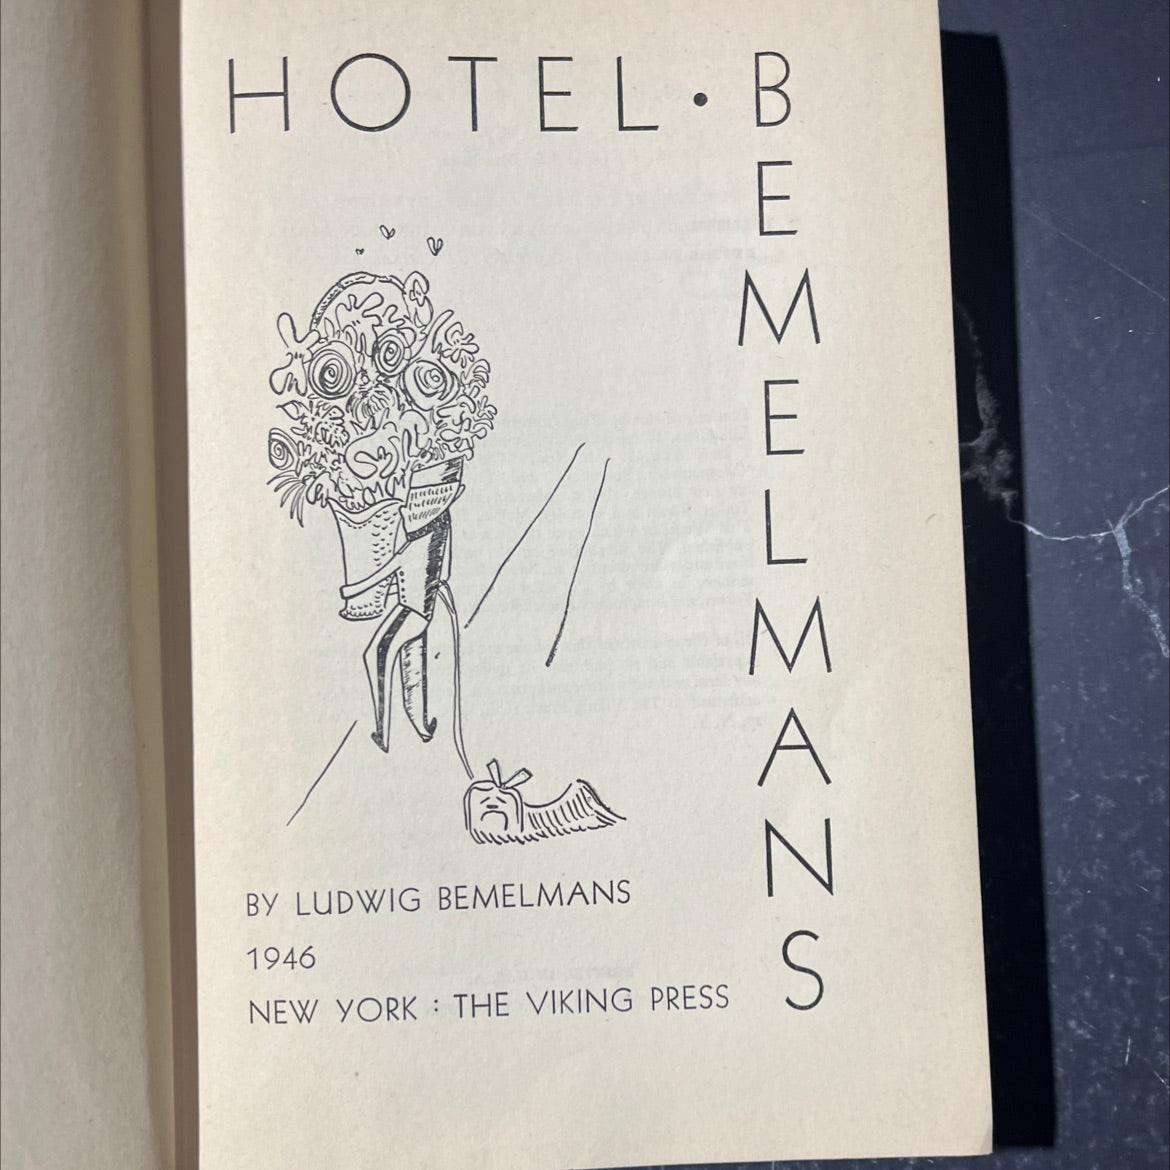 HOTEL • BEMELMANS
BY LUDWIG BEMELMANS
1946
NEW YORK : THE VIKING PRESS